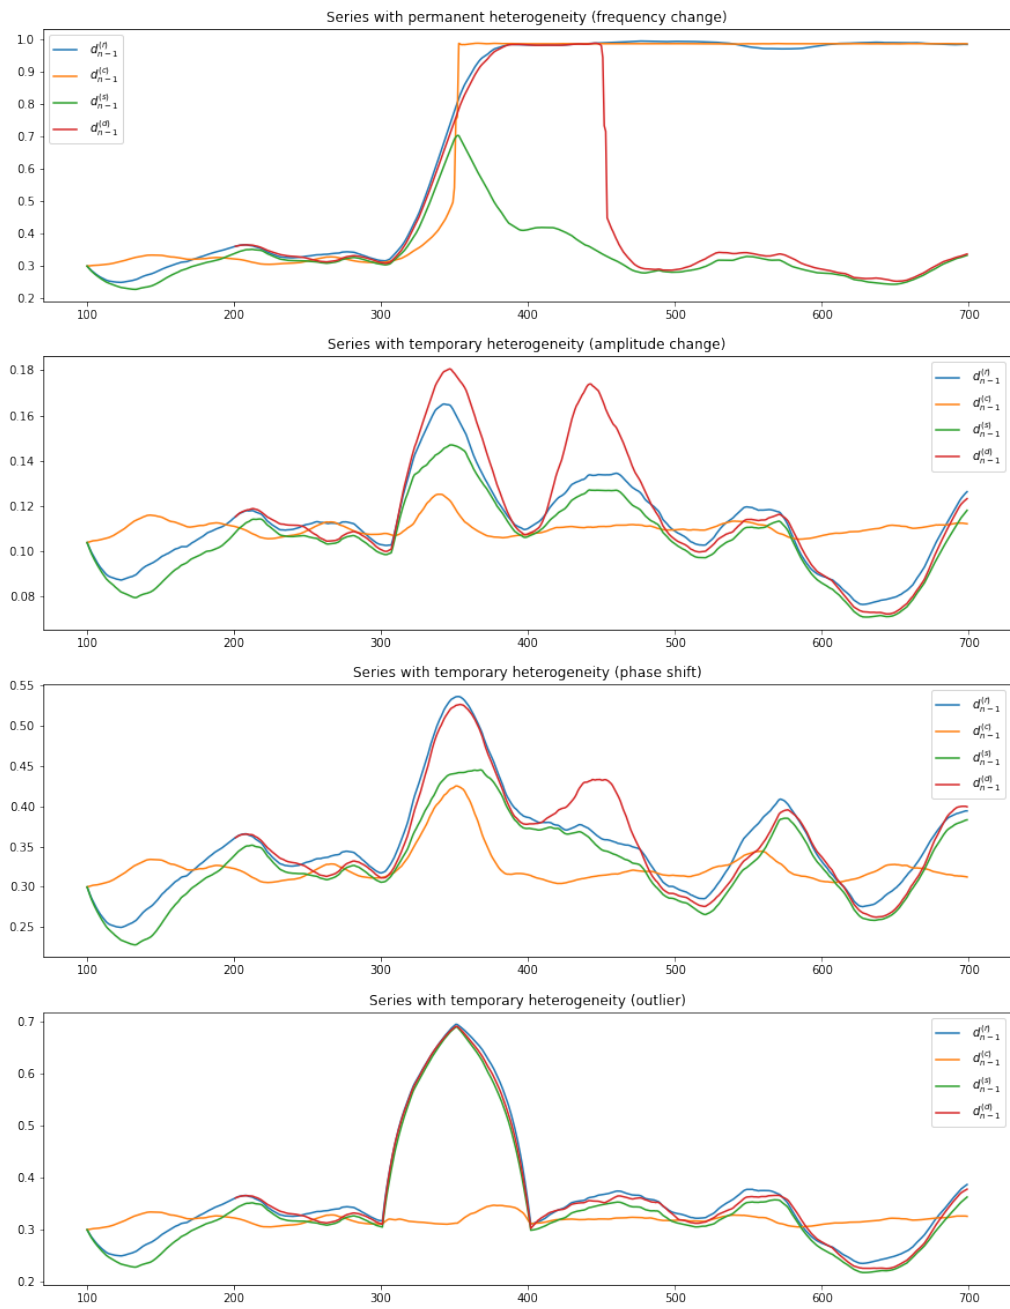 Series with permanent heterogeneity (frequency change)
1.0
0.9
0.8
0.7
0.6
0.5
0.4
0.3
0.2
d_{n-1}^{(r)}
d_{n-1}^{(c)}
d_{n-1}^{(s)}
d_{n-1}^{(d)}
100 200 300 400 500 600 700
Series with temporary heterogeneity (amplitude change)
0.18
0.16
0.14
0.12
0.10
0.08
d_{n-1}^{(r)}
d_{n-1}^{(c)}
d_{n-1}^{(s)}
d_{n-1}^{(d)}
100 200 300 400 500 600 700
Series with temporary heterogeneity (phase shift)
0.55
0.50
0.45
0.40
0.35
0.30
0.25
d_{n-1}^{(r)}
d_{n-1}^{(c)}
d_{n-1}^{(s)}
d_{n-1}^{(d)}
100 200 300 400 500 600 700
Series with temporary heterogeneity (outlier)
0.7
0.6
0.5
0.4
0.3
0.2
d_{n-1}^{(r)}
d_{n-1}^{(c)}
d_{n-1}^{(s)}
d_{n-1}^{(d)}
100 200 300 400 500 600 700